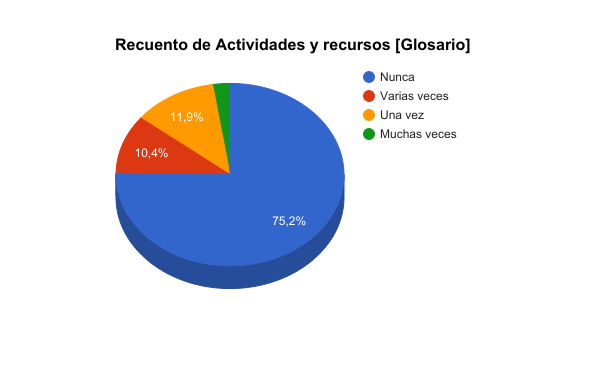 Recuento de Actividades y recursos [Glosario]
Nunca
Varias veces
Una vez
Muchas veces
11,9%
10,4%
75,2%